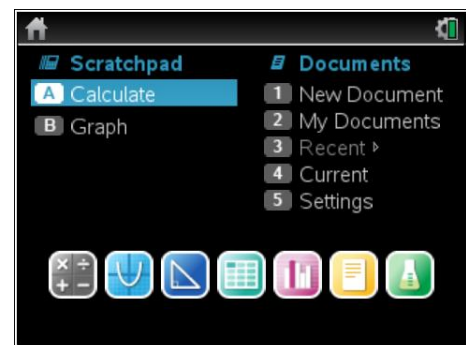 Scratchpad
A Calculate
B Graph
Documents
1 New Document
2 My Documents
3 Recent ▸
4 Current
5 Settings